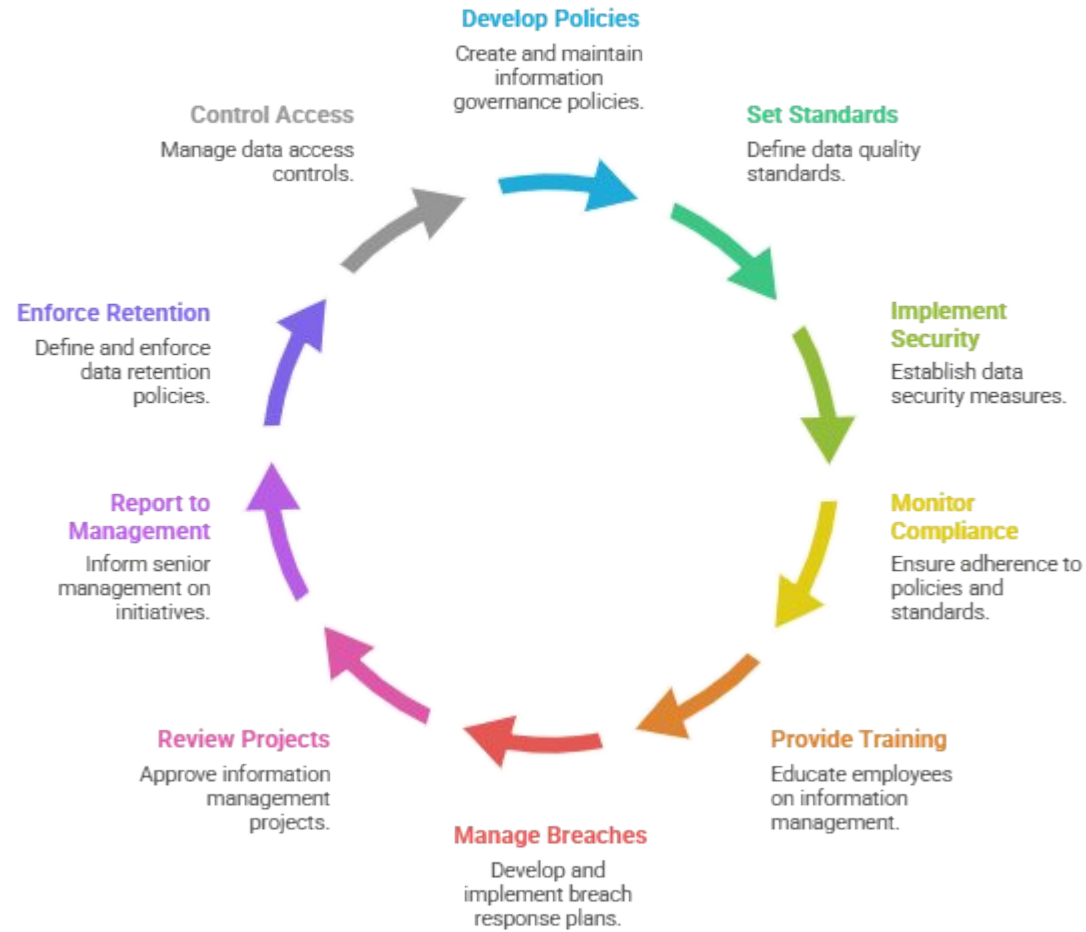 Develop Policies
Create and maintain
information
governance policies.
Set Standards
Define data quality
standards.
Implement
Security
Establish data
security measures.
Monitor
Compliance
Ensure adherence to
policies and
standards.
Provide Training
Educate employees
on information
management.
Manage Breaches
Develop and
implement breach
response plans.
Review Projects
Approve information
management
projects.
Report to
Management
Inform senior
management on
initiatives.
Enforce Retention
Define and enforce
data retention
policies.
Control Access
Manage data access
controls.